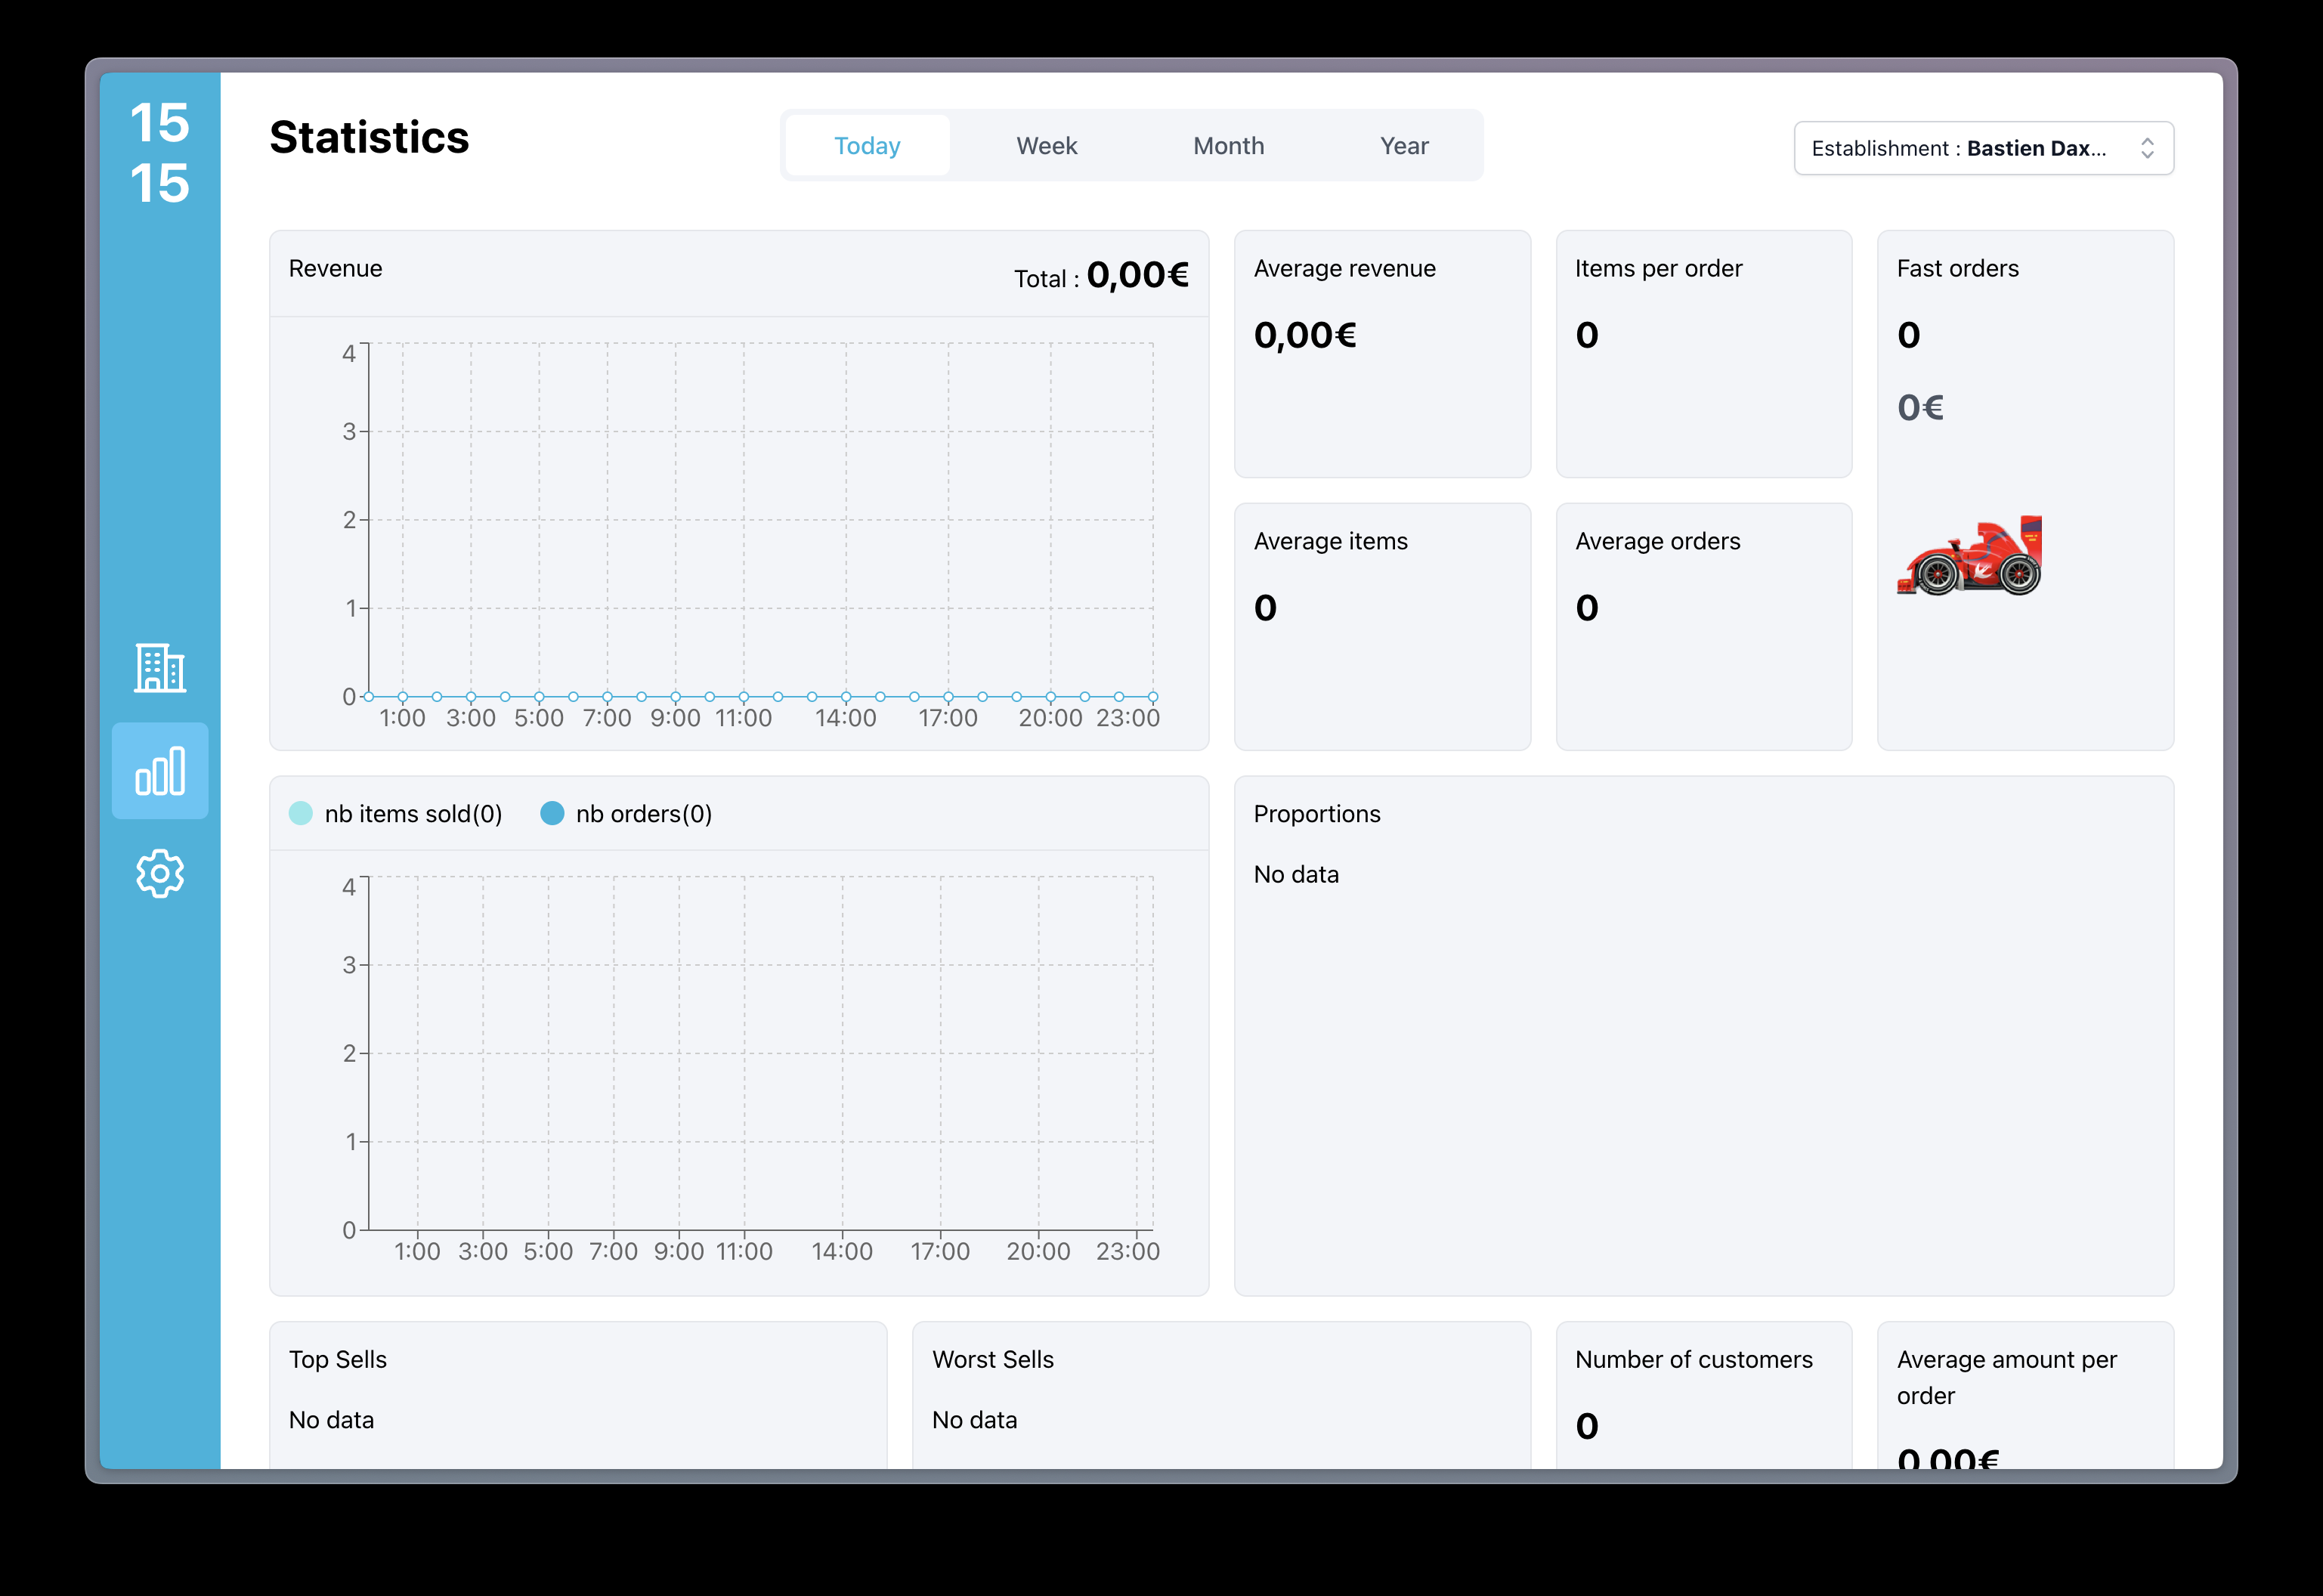 15
15
Statistics
Today
Week
Month
Year
Establishment : Bastien Dax...
Revenue
Total : 0,00€
4
3
2
1
0
1:00 3:00 5:00 7:00 9:00 11:00 14:00 17:00 20:00 23:00
Average revenue
0,00€
Items per order
0
Fast orders
0
0€
Average items
0
Average orders
0
nb items sold(0)
nb orders(0)
4
3
2
1
0
1:00 3:00 5:00 7:00 9:00 11:00 14:00 17:00 20:00 23:00
Proportions
No data
Top Sells
No data
Worst Sells
No data
Number of customers
0
Average amount per
order
0,00€